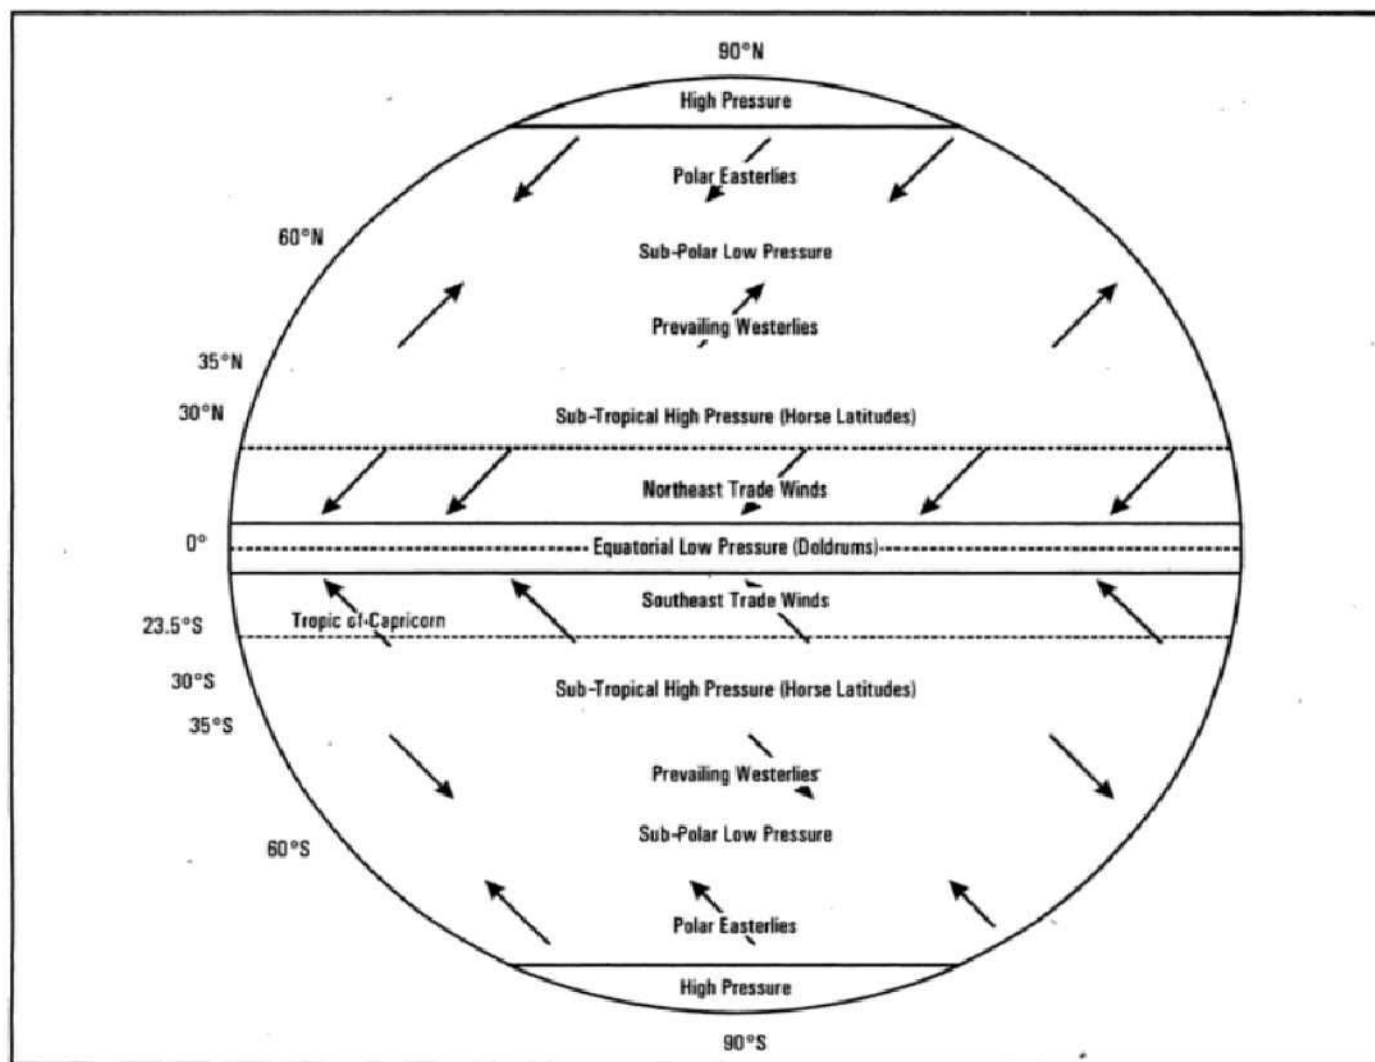 90°N
High Pressure
Polar Easterlies
60°N
Sub-Polar Low Pressure
Prevailing Westerlies
35°N
30°N
Sub-Tropical High Pressure (Horse Latitudes)
Northeast Trade Winds
0°
Equatorial Low Pressure (Doldrums)
Southeast Trade Winds
Tropic of Capricorn
23.5°S
30°S
Sub-Tropical High Pressure (Horse Latitudes)
35°S
Prevailing Westerlies
Sub-Polar Low Pressure
60°S
Polar Easterlies
High Pressure
90°S